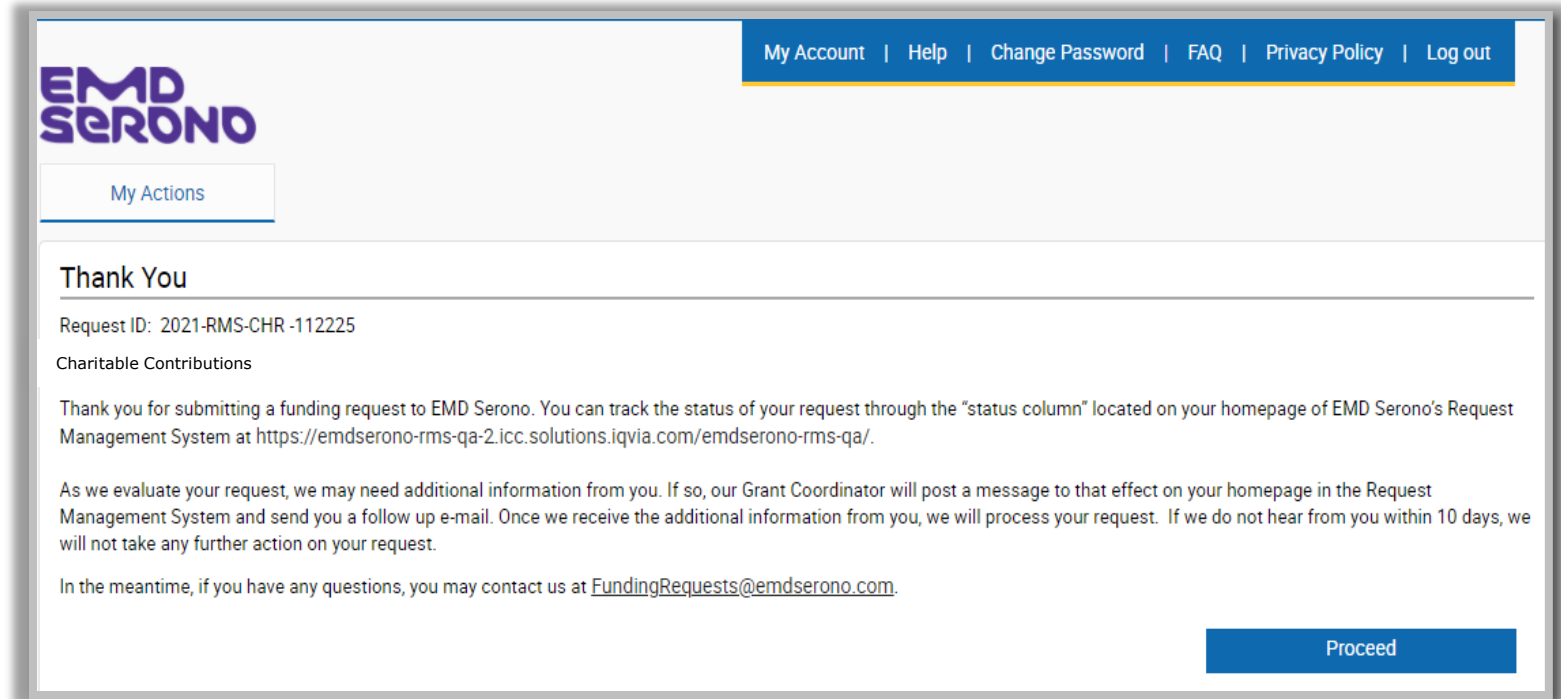 My Account | Help | Change Password | FAQ | Privacy Policy | Log out
EMD
SERONO
My Actions
Thank You
Request ID: 2021-RMS-CHR -112225
Charitable Contributions
Thank you for submitting a funding request to EMD Serono. You can track the status of your request through the “status column” located on your homepage of EMD Serono’s Request
Management System at https://emdserono-rms-qa-2.icc.solutions.iqvia.com/emdserono-rms-qa/.
As we evaluate your request, we may need additional information from you. If so, our Grant Coordinator will post a message to that effect on your homepage in the Request
Management System and send you a follow up e-mail. Once we receive the additional information from you, we will process your request. If we do not hear from you within 10 days, we
will not take any further action on your request.
In the meantime, if you have any questions, you may contact us at FundingRequests@emdserono.com.
Proceed